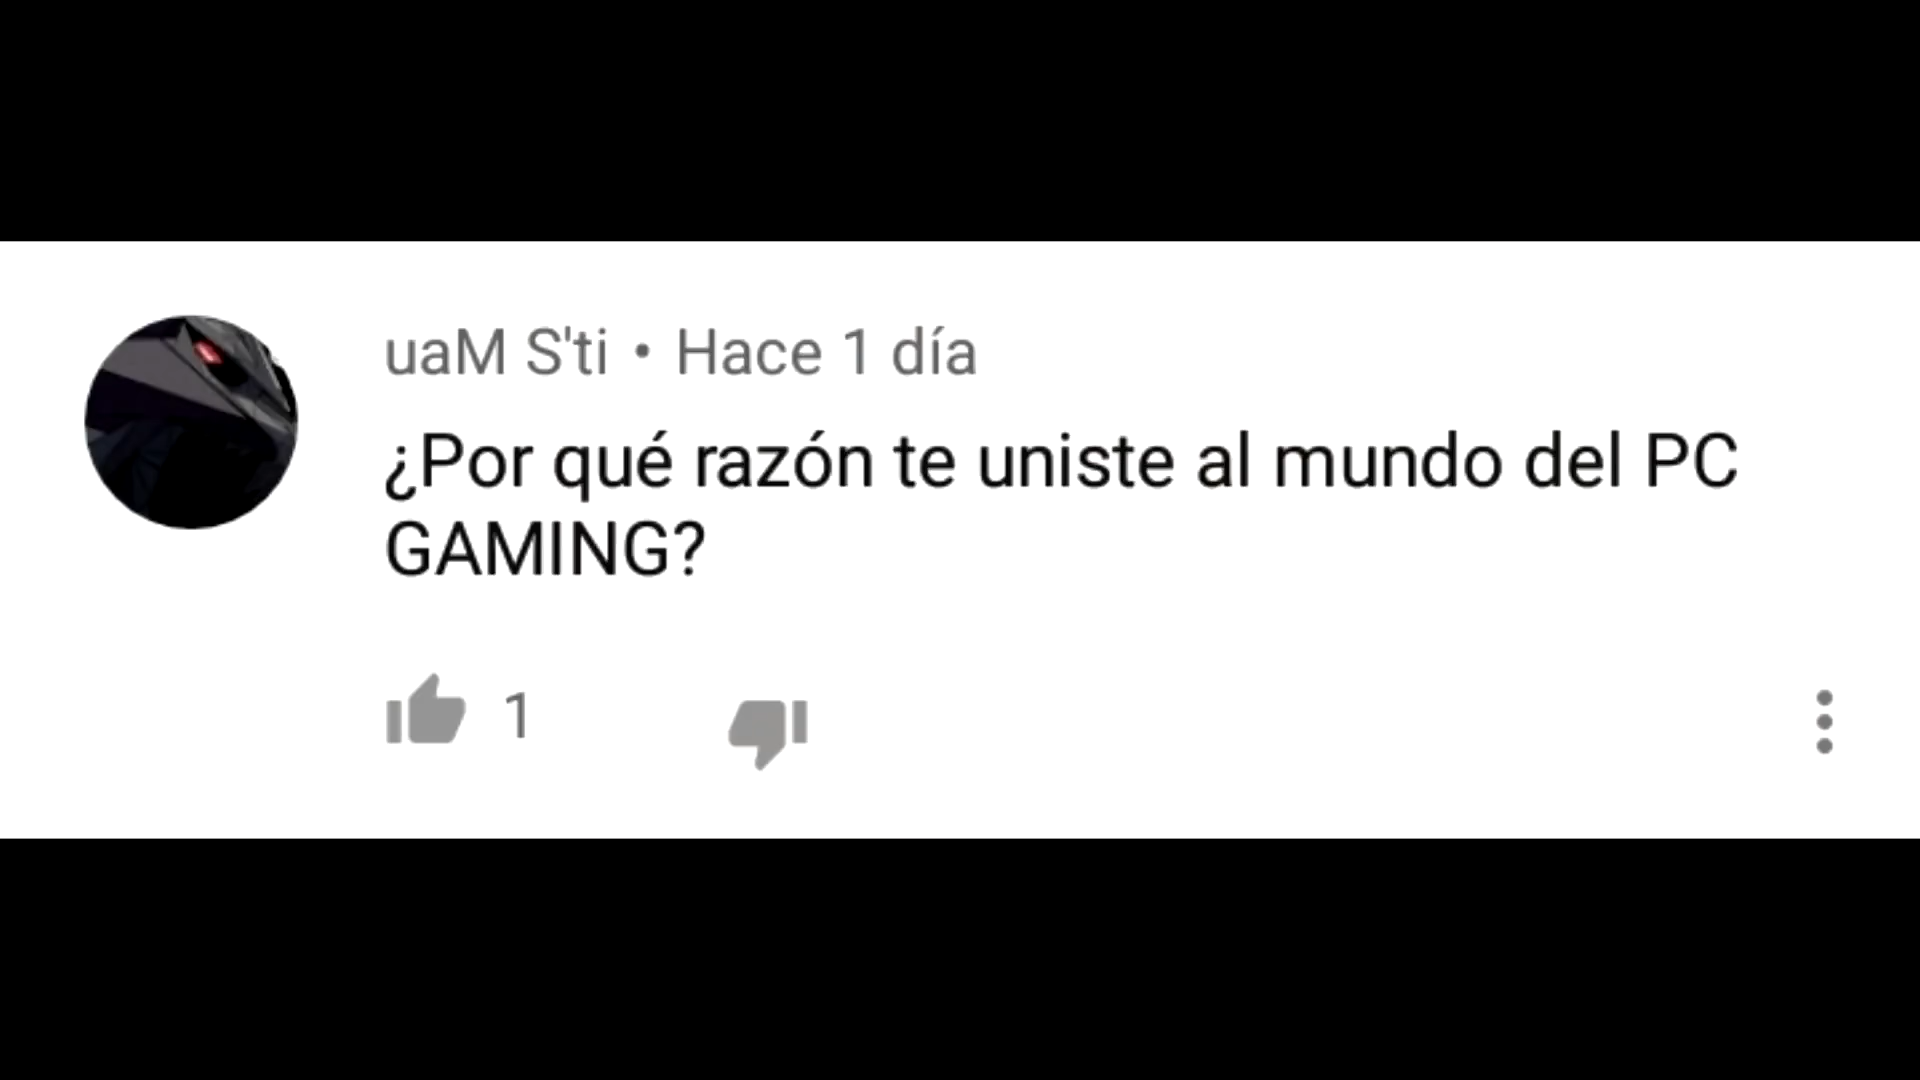 uaM S'ti • Hace 1 día
¿Por qué razón te uniste al mundo del PC
GAMING?
1